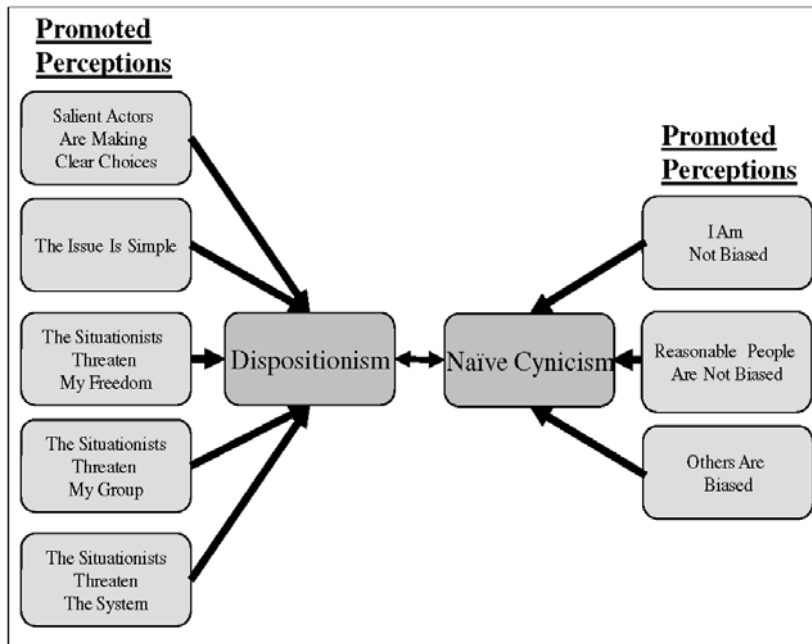 Promoted
Perceptions
Salient Actors
Are Making
Clear Choices
The Issue Is Simple
The Situationists
Threaten
My Freedom
The Situationists
Threaten
My Group
The Situationists
Threaten
The System
Dispositionism
Naïve Cynicism
Promoted
Perceptions
I Am
Not Biased
Reasonable People
Are Not Biased
Others Are
Biased